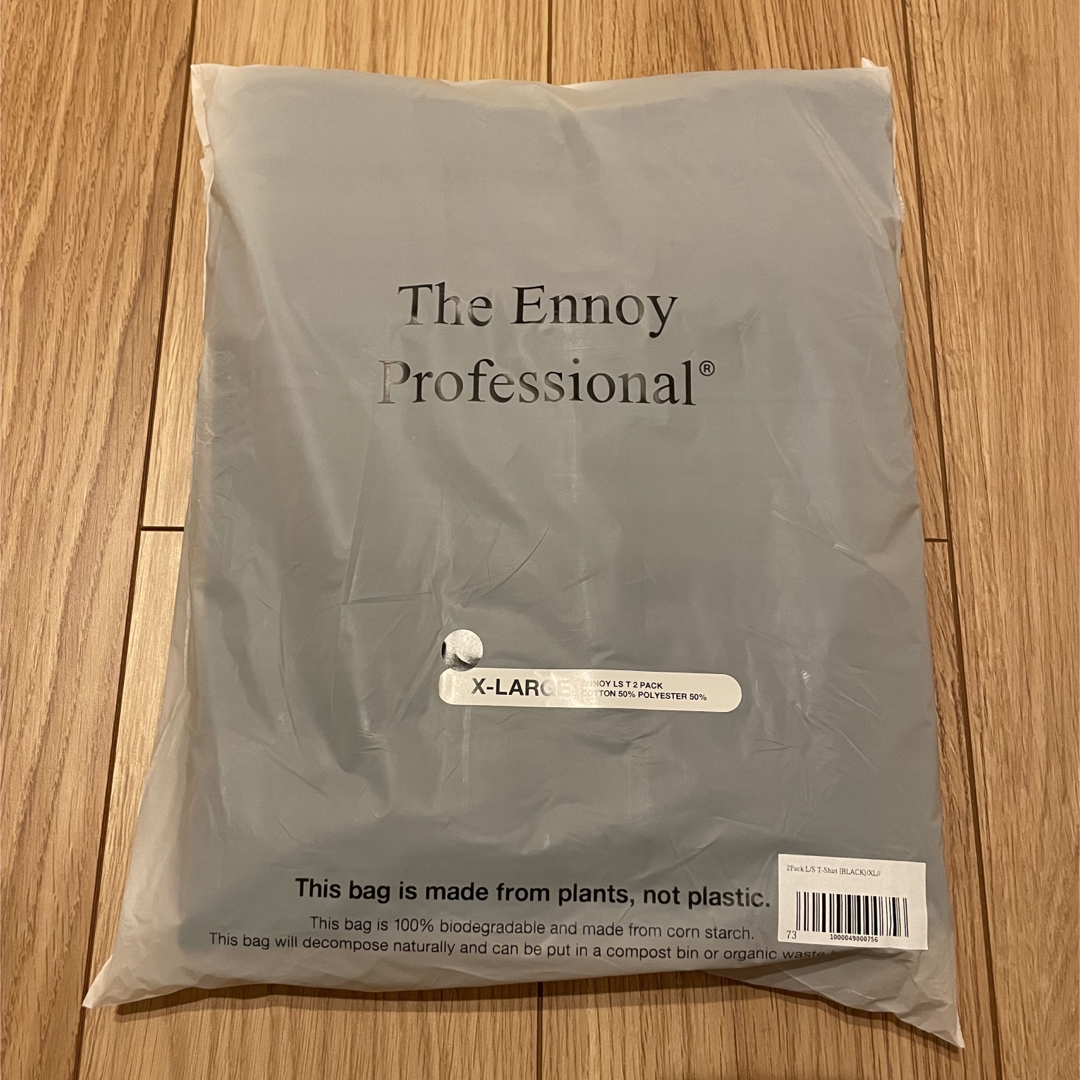 The Ennoy
Professional®
X-LARGE
ENNOY LS T 2 PACK
COTTON 50% POLYESTER 50%
This bag is made from plants, not plastic.
This bag is 100% biodegradable and made from corn starch.
This bag will decompose naturally and can be put in a compost bin or organic waste
2Pack L/S T-Shirt (BLACK)/XL//
73
1000049000756